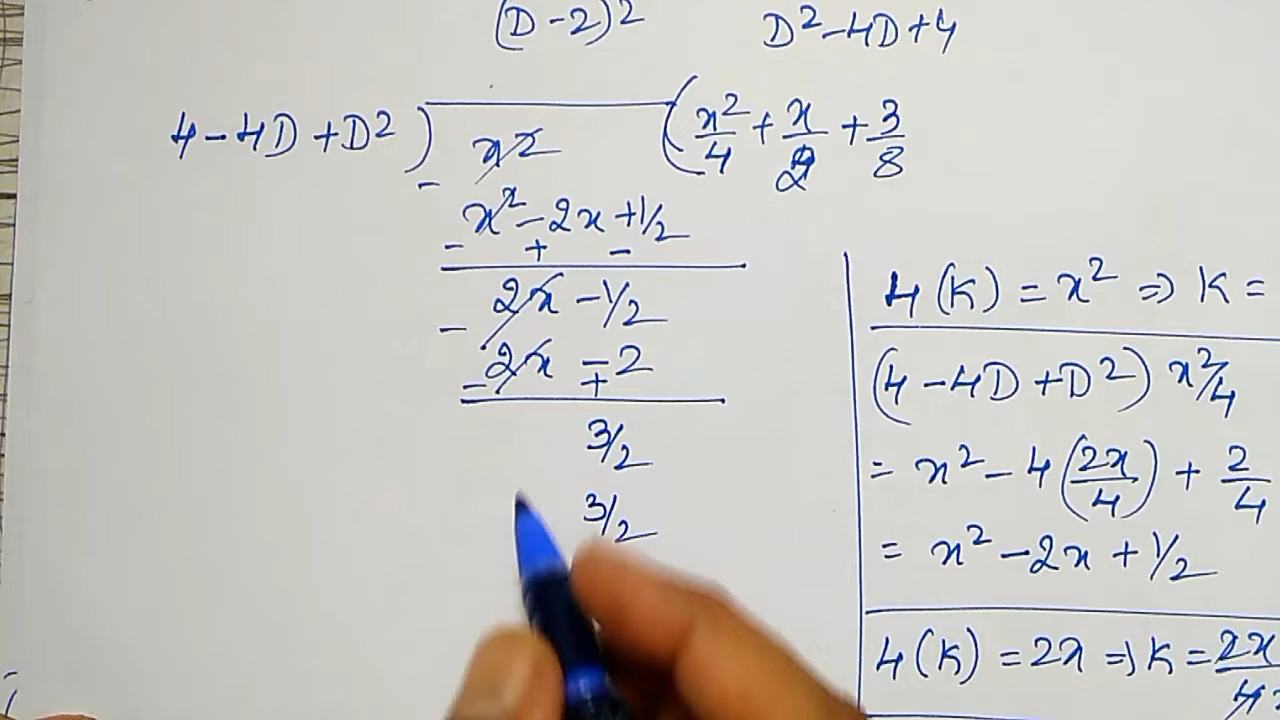 (D-2)² D²-4D+4
4-4D+D²) x² (x²/4 + x/2 + 3/8
-
x²-2x+1/2
- + -
2x-1/2
-
2x-2
- +
3/2
3/2
4(K) = x² ⇒ K =
(4-4D+D²) x²/4
= x²-4(2x/4) + 2/4
= x²-2x+1/2
4(K) = 2x ⇒ K = 2x/4